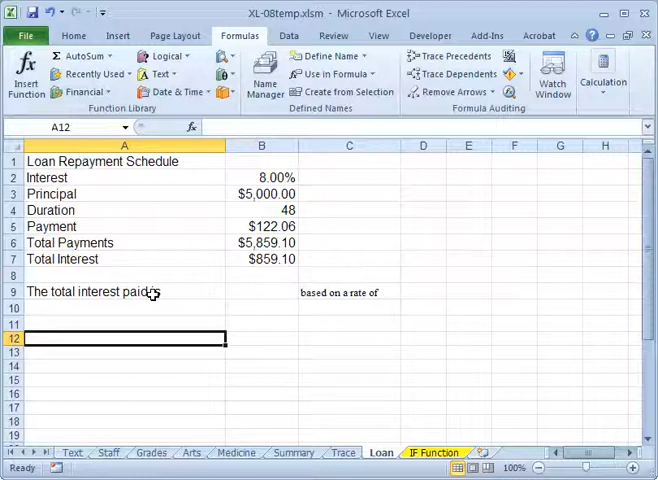 XL-08temp.xlsm - Microsoft Excel
File Home Insert Page Layout Formulas Data Review View Developer Add-Ins Acrobat
Insert Function
AutoSum
Recently Used
Financial
Logical
Text
Date & Time
Function Library
Name Manager
Define Name
Use in Formula
Create from Selection
Defined Names
Trace Precedents
Trace Dependents
Remove Arrows
Formula Auditing
Watch Window
Calculation
A12 fx
A B C D E F G H
1 Loan Repayment Schedule
2 Interest 8.00%
3 Principal $5,000.00
4 Duration 48
5 Payment $122.06
6 Total Payments $5,859.10
7 Total Interest $859.10
8
9 The total interest paid is based on a rate of
10
11
12
13
14
15
16
17
18
19
Text Staff Grades Arts Medicine Summary Trace Loan IF Function
Ready 100%